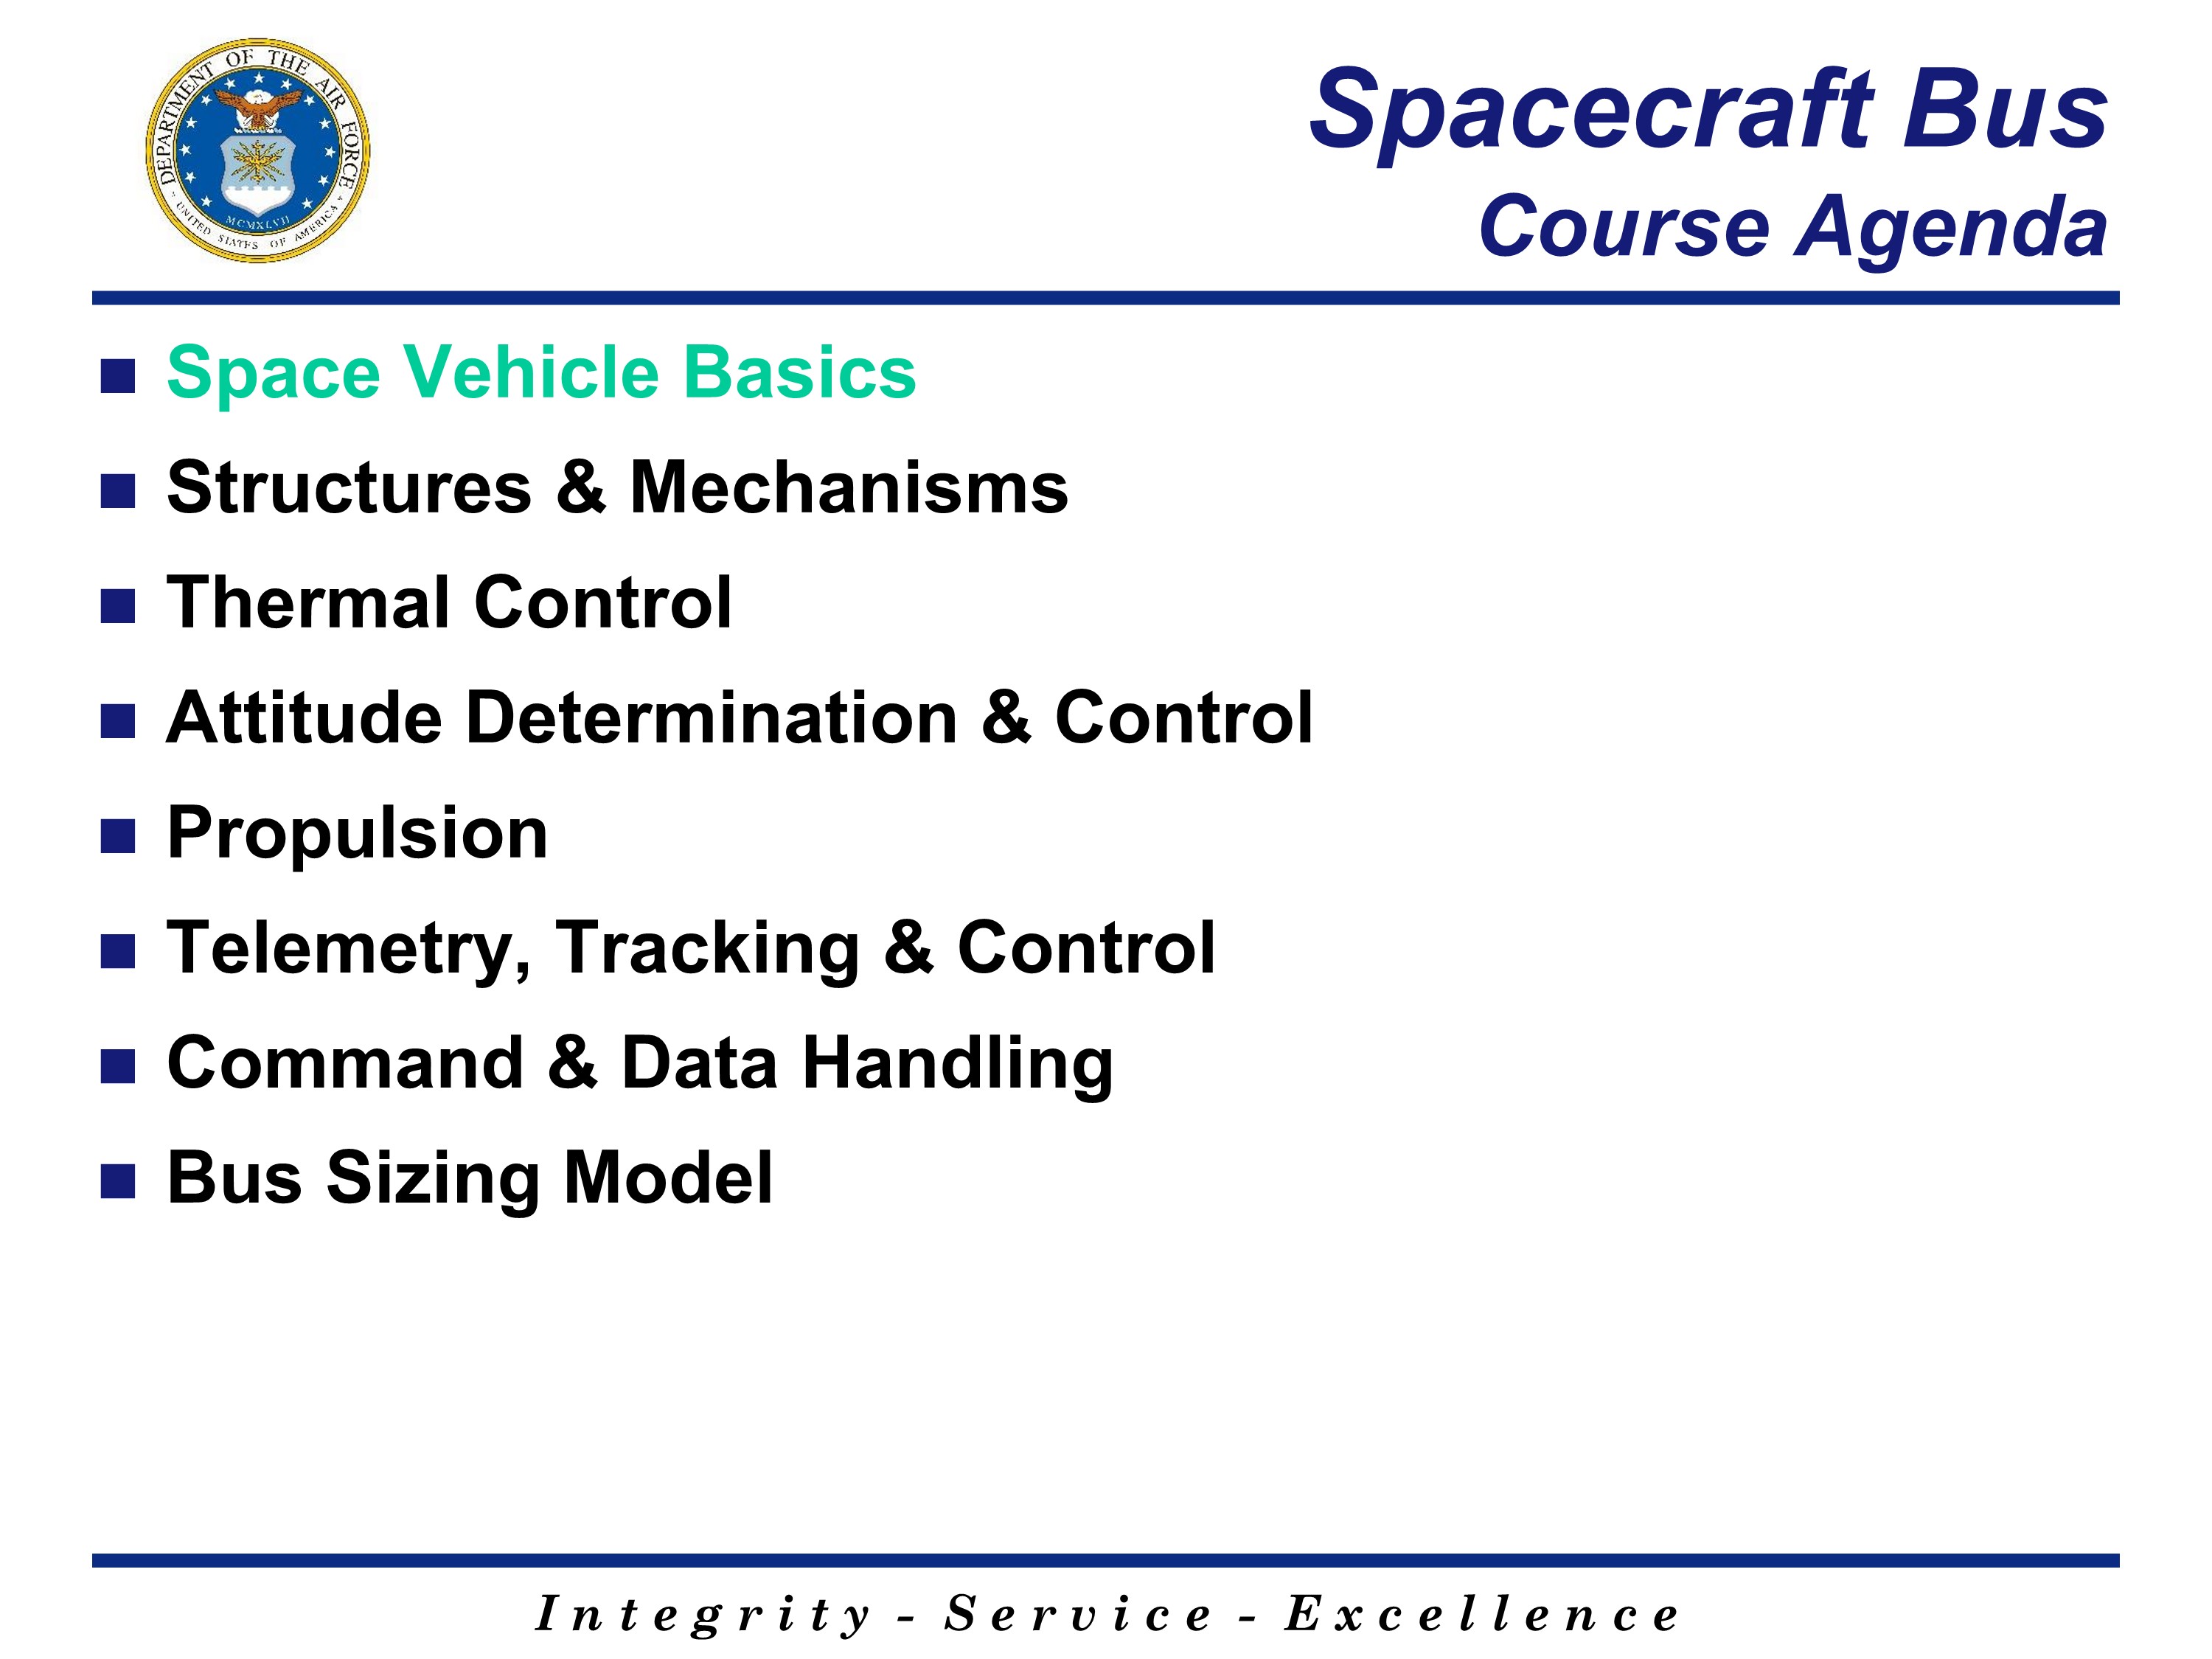 DEPARTMENT OF THE AIR FORCE
UNITED STATES OF AMERICA
MCMXLVII
Spacecraft Bus
Course Agenda
Space Vehicle Basics
Structures & Mechanisms
Thermal Control
Attitude Determination & Control
Propulsion
Telemetry, Tracking & Control
Command & Data Handling
Bus Sizing Model
Integrity - Service - Excellence